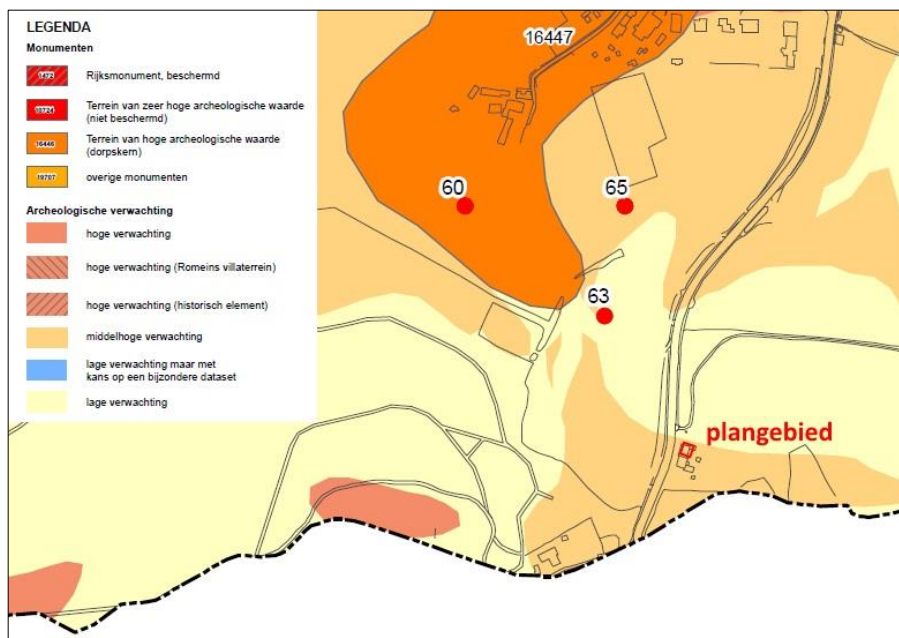 LEGENDA
Monumenten
1472
Rijksmonument, beschermd
Terrein van zeer hoge archeologische waarde
(niet beschermd)
16446
Terrein van hoge archeologische waarde
(dorpskern)
overige monumenten
Archeologische verwachting
hoge verwachting
hoge verwachting (Romeins villaterrein)
hoge verwachting (historisch element)
middelhoge verwachting
lage verwachting maar met
kans op een bijzondere dataset
lage verwachting
16447
60
65
63
plangebied